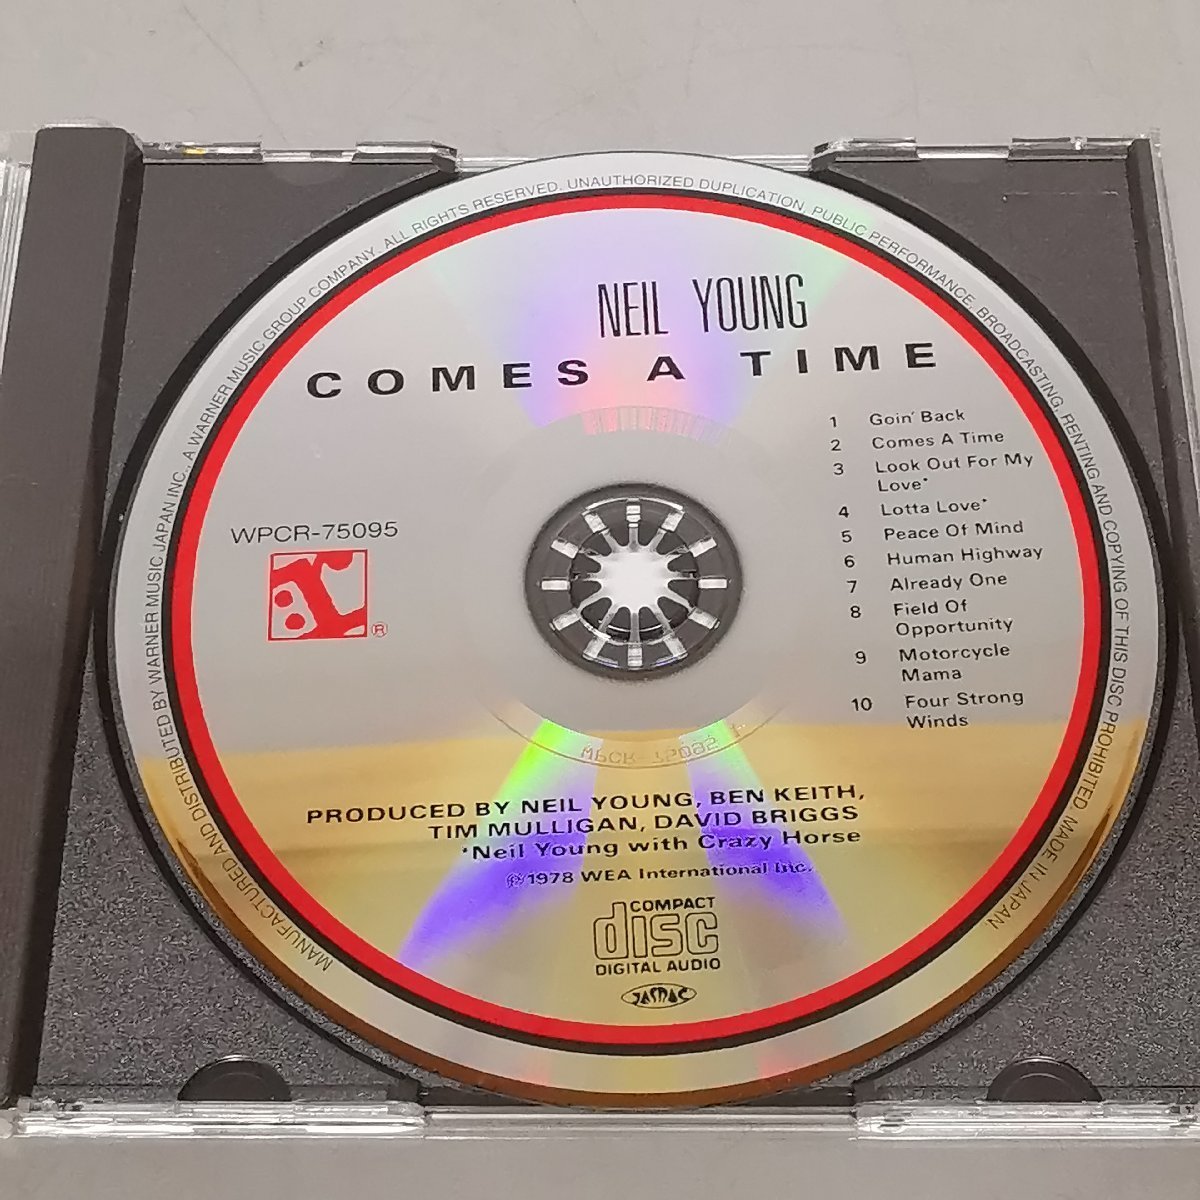 NEIL YOUNG
COMES A TIME
1 Goin' Back
2 Comes A Time
3 Look Out For My
Love*
4 Lotta Love*
5 Peace Of Mind
6 Human Highway
7 Already One
8 Field Of
Opportunity
9 Motorcycle
Mama
10 Four Strong
Winds
WPCR-75095
r
®
PRODUCED BY NEIL YOUNG, BEN KEITH,
TIM MULLIGAN, DAVID BRIGGS
*Neil Young with Crazy Horse
℗1978 WEA International Inc.
COMPACT
disc
DIGITAL AUDIO
JASRAC
MANUFACTURED AND DISTRIBUTED BY WARNER MUSIC JAPAN INC., A WARNER MUSIC GROUP COMPANY. ALL RIGHTS RESERVED. UNAUTHORIZED DUPLICATION, PUBLIC PERFORMANCE, BROADCASTING, RENTING AND COPYING OF THIS DISC PROHIBITED. MADE IN JAPAN.